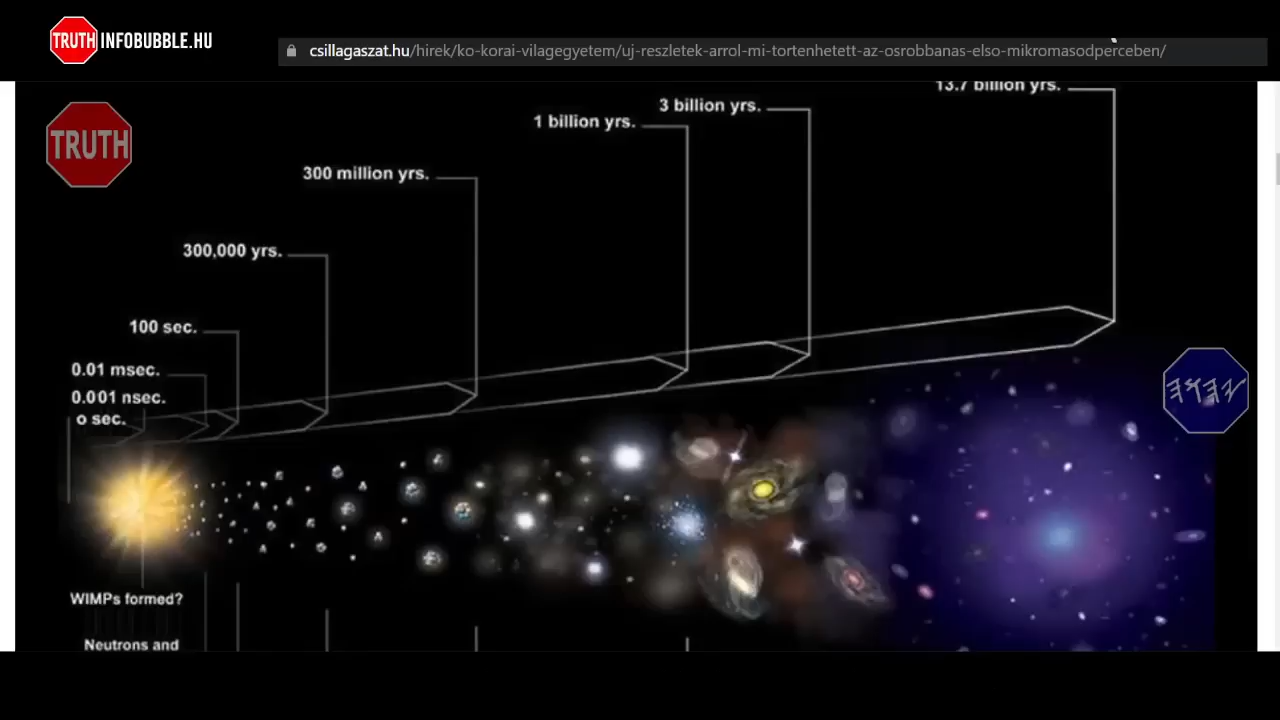 TRUTH INFOBUBBLE.HU
csillagaszat.hu/hirek/ko-korai-vilagegyetem/uj-reszletek-arrol-mi-tortenhetett-az-osrobbanas-elso-mikromasodperceben/
13.7 billion yrs.
3 billion yrs.
1 billion yrs.
TRUTH
300 million yrs.
300,000 yrs.
100 sec.
0.01 msec.
0.001 nsec.
o sec.
𐤉𐤄𐤅𐤄
WIMPs formed?
Neutrons and